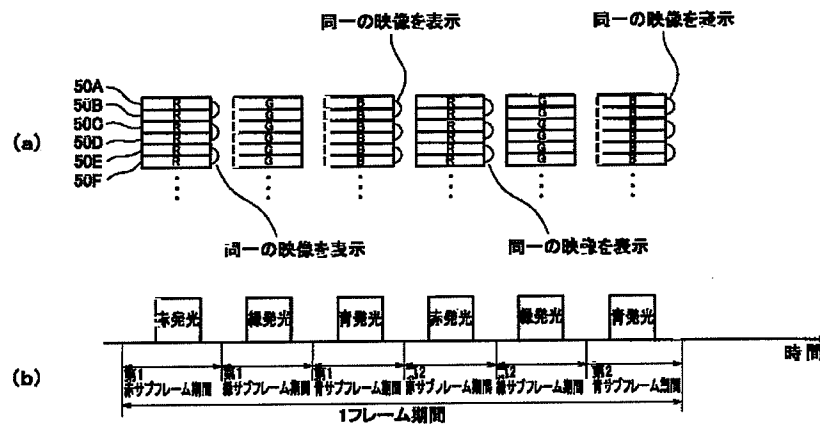 同一の映像を表示
同一の映像を表示
50A
50B
50C
50D
50E
50F
(a)
R G B R G B
R G B R G B
R G B R G B
R G B R G B
R G B R G B
R G B R G B
同一の映像を表示
同一の映像を表示
赤発光 緑発光 青発光 赤発光 緑発光 青発光
時間
(b)
第1 第1 第1 第2 第2 第2
赤サブフレーム期間 緑サブフレーム期間 青サブフレーム期間 赤サブフレーム期間 緑サブフレーム期間 青サブフレーム期間
1フレーム期間